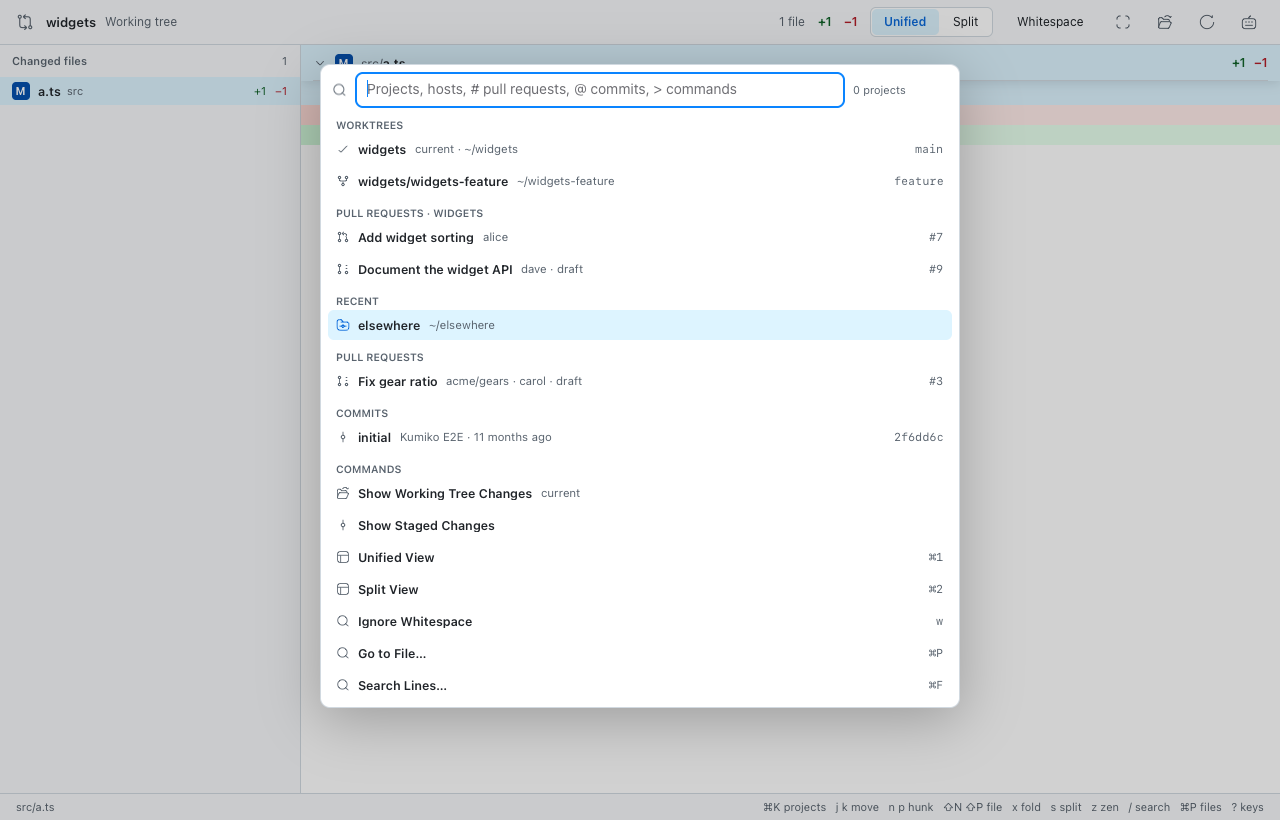 widgets Working tree 1 file +1 −1 Unified Split Whitespace
Changed files 1
M a.ts src +1 −1
M src/a.ts +1 −1
Projects, hosts, # pull requests, @ commits, > commands 0 projects
WORKTREES
widgets current · ~/widgets main
widgets/widgets-feature ~/widgets-feature feature
PULL REQUESTS · WIDGETS
Add widget sorting alice #7
Document the widget API dave · draft #9
RECENT
elsewhere ~/elsewhere
PULL REQUESTS
Fix gear ratio acme/gears · carol · draft #3
COMMITS
initial Kumiko E2E · 11 months ago 2f6dd6c
COMMANDS
Show Working Tree Changes current
Show Staged Changes
Unified View ⌘1
Split View ⌘2
Ignore Whitespace w
Go to File... ⌘P
Search Lines... ⌘F
src/a.ts ⌘K projects j k move n p hunk ⇧N ⇧P file x fold s split z zen / search ⌘P files ? keys